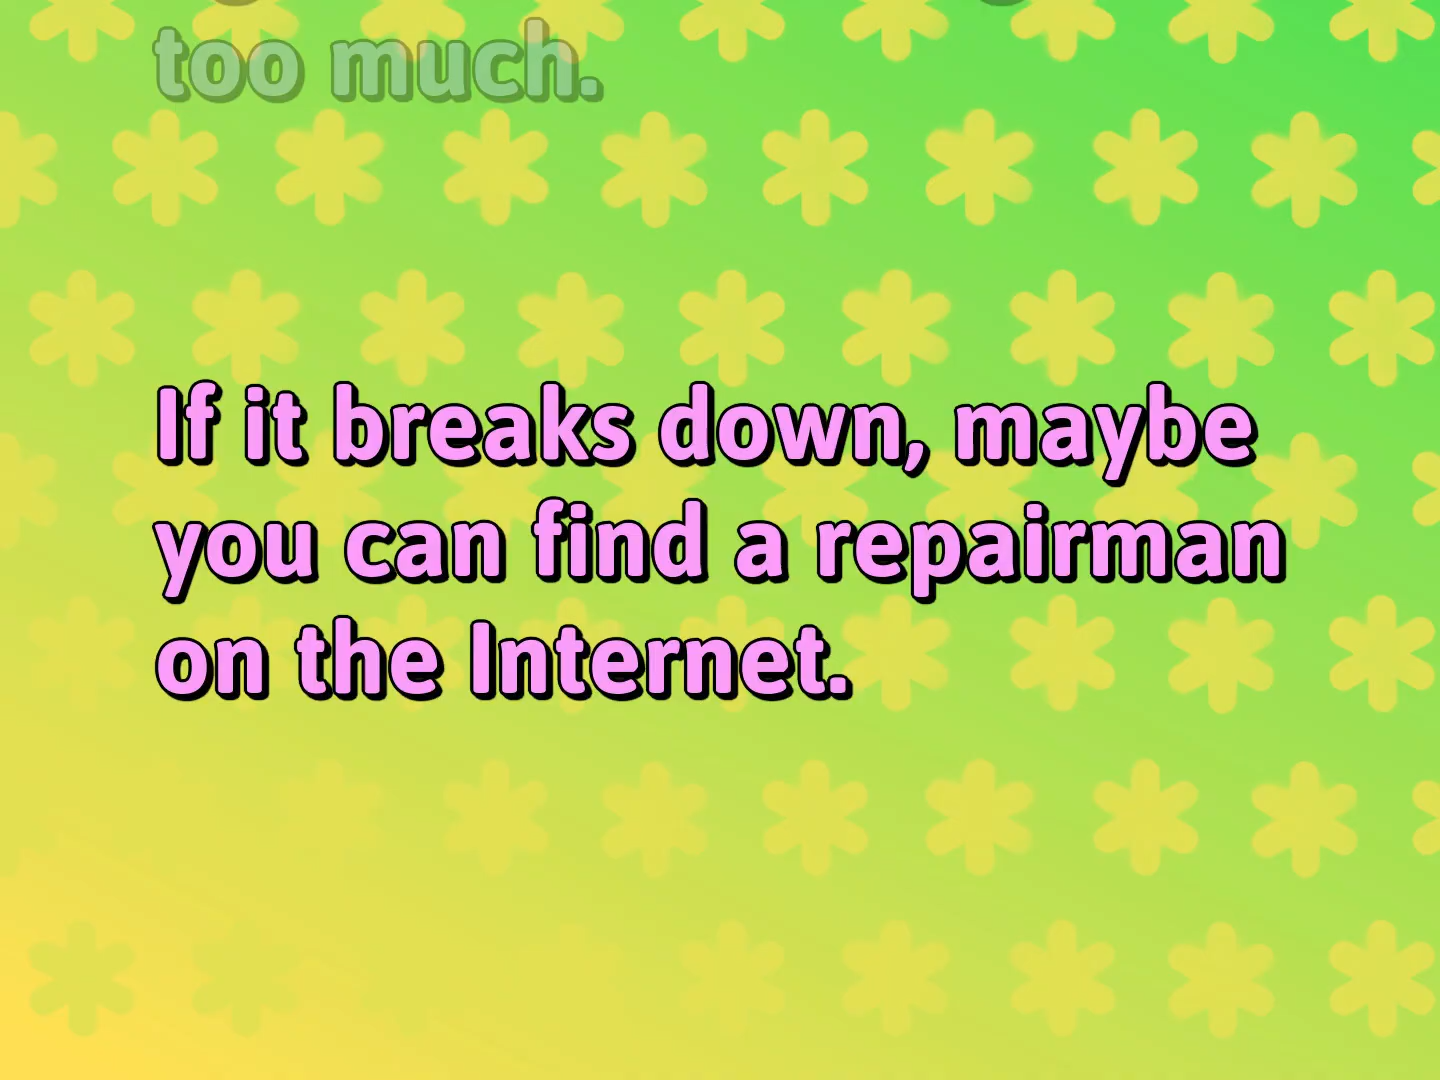 too much.
If it breaks down, maybe
you can find a repairman
on the Internet.